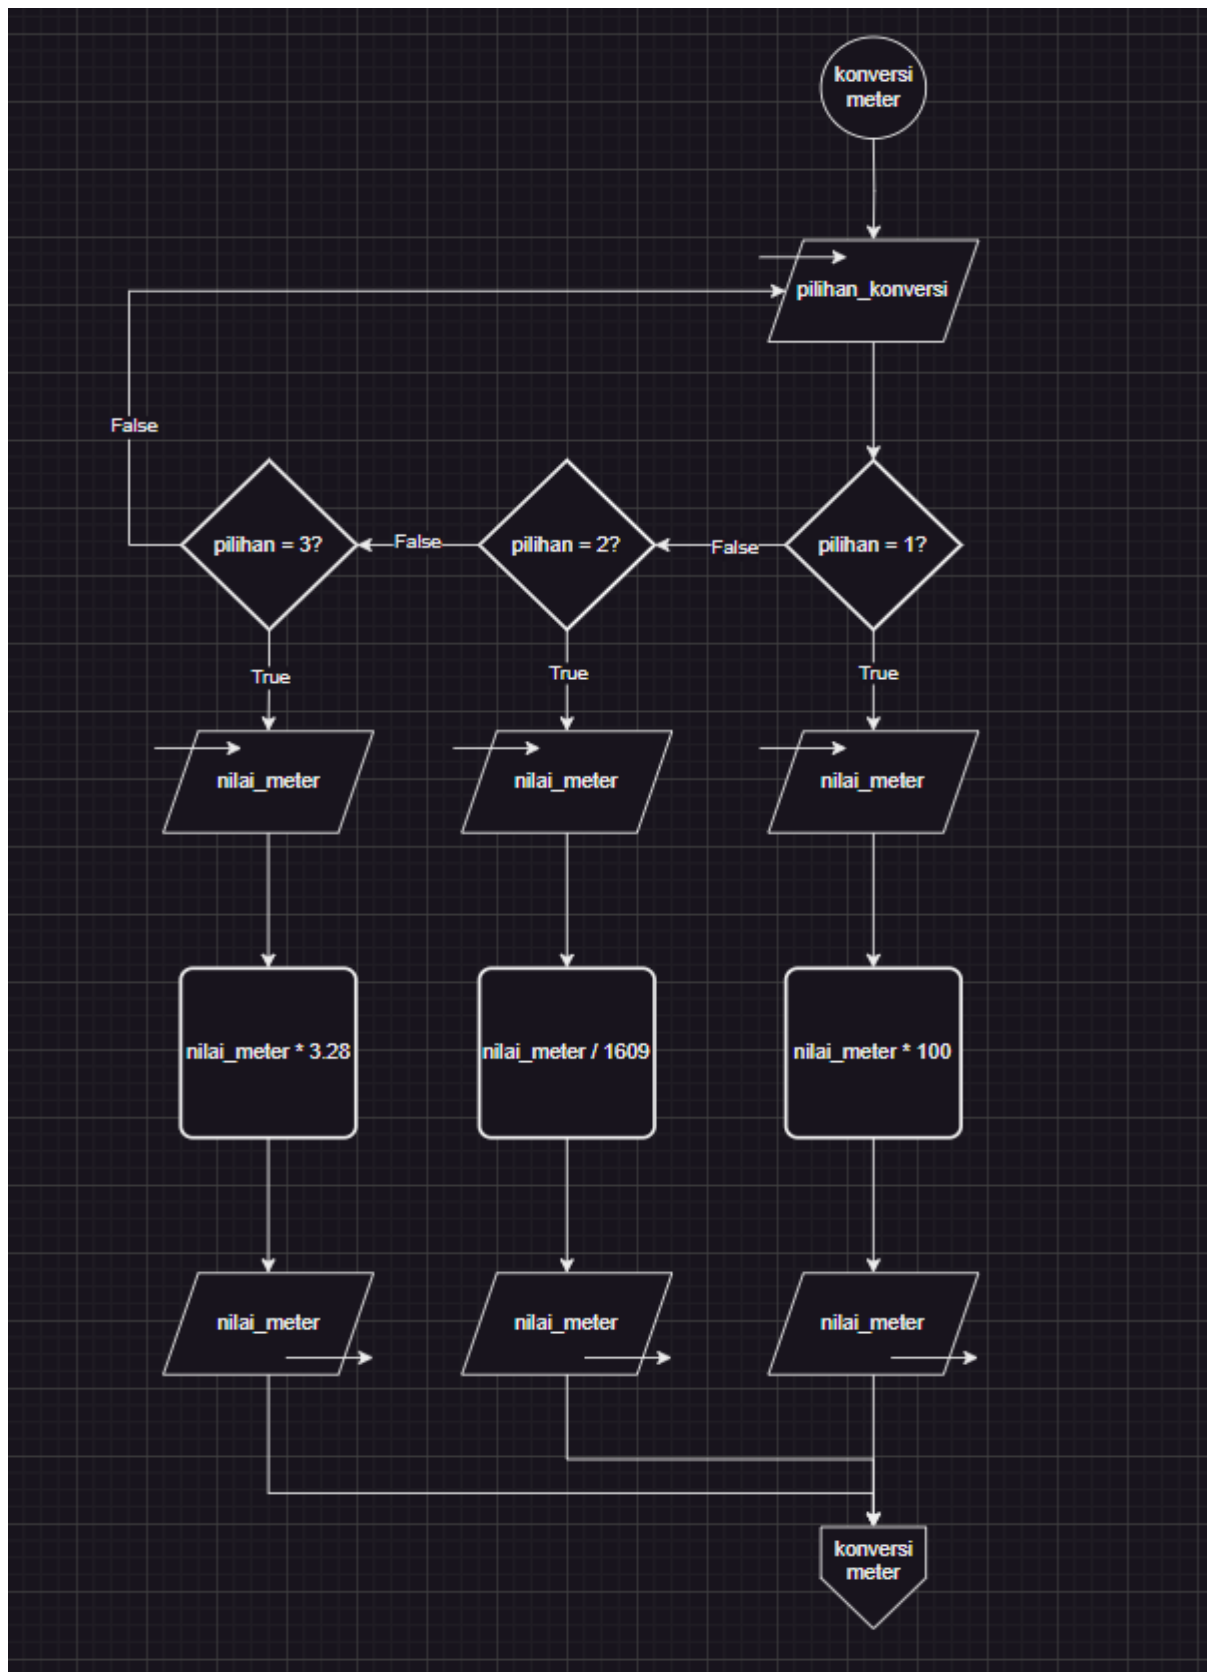 konversi
meter
pilihan_konversi
False
pilihan = 3?
False
pilihan = 2?
False
pilihan = 1?
True
True
True
nilai_meter
nilai_meter
nilai_meter
nilai_meter * 3.28
nilai_meter / 1609
nilai_meter * 100
nilai_meter
nilai_meter
nilai_meter
konversi
meter